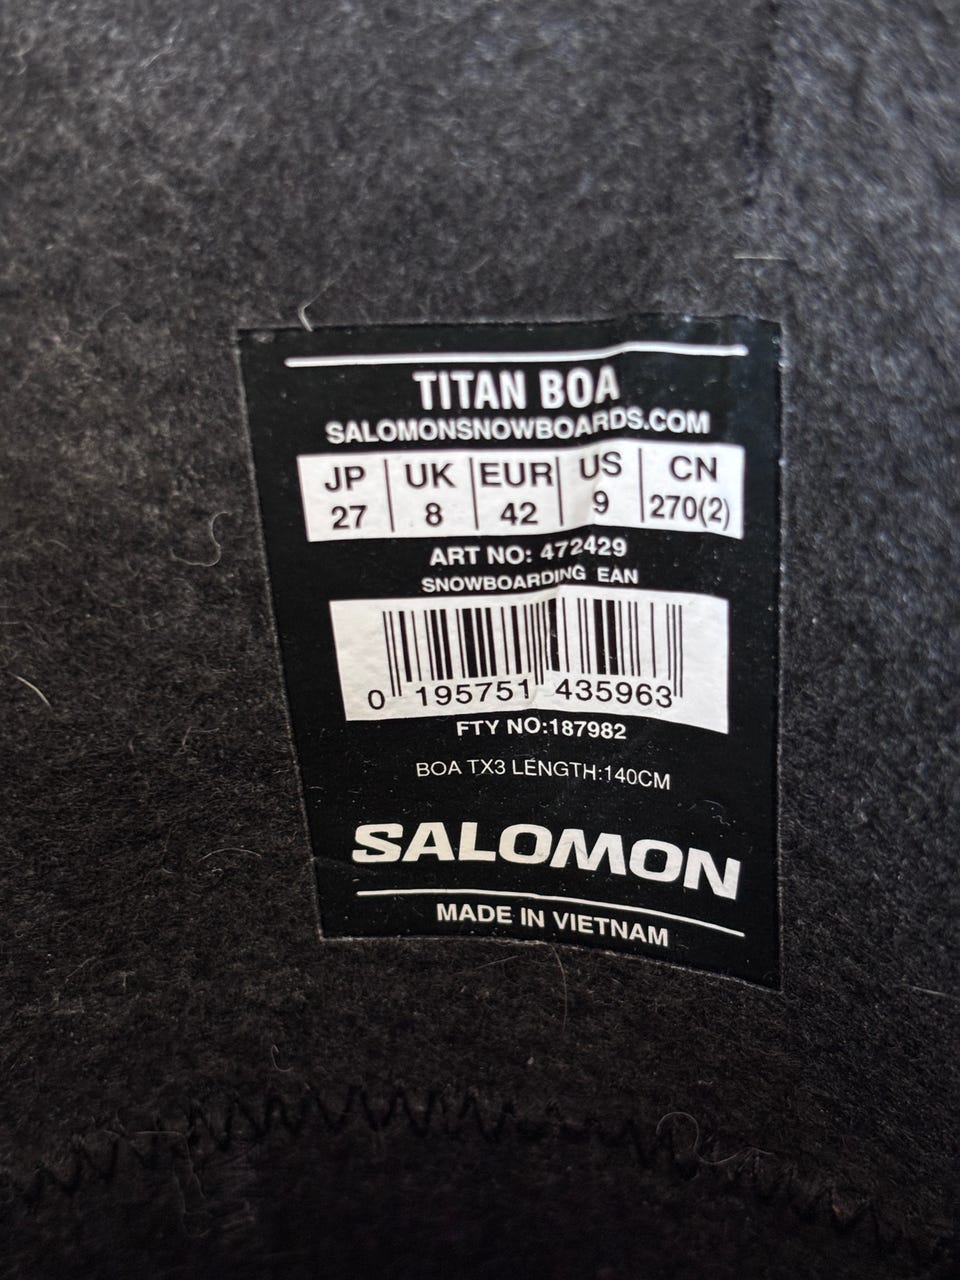 TITAN BOA
SALOMONSNOWBOARDS.COM
JP UK EUR US CN
27 8 42 9 270(2)
ART NO: 472429
SNOWBOARDING EAN
0 195751 435963
FTY NO:187982
BOA TX3 LENGTH:140CM
SALOMON
MADE IN VIETNAM